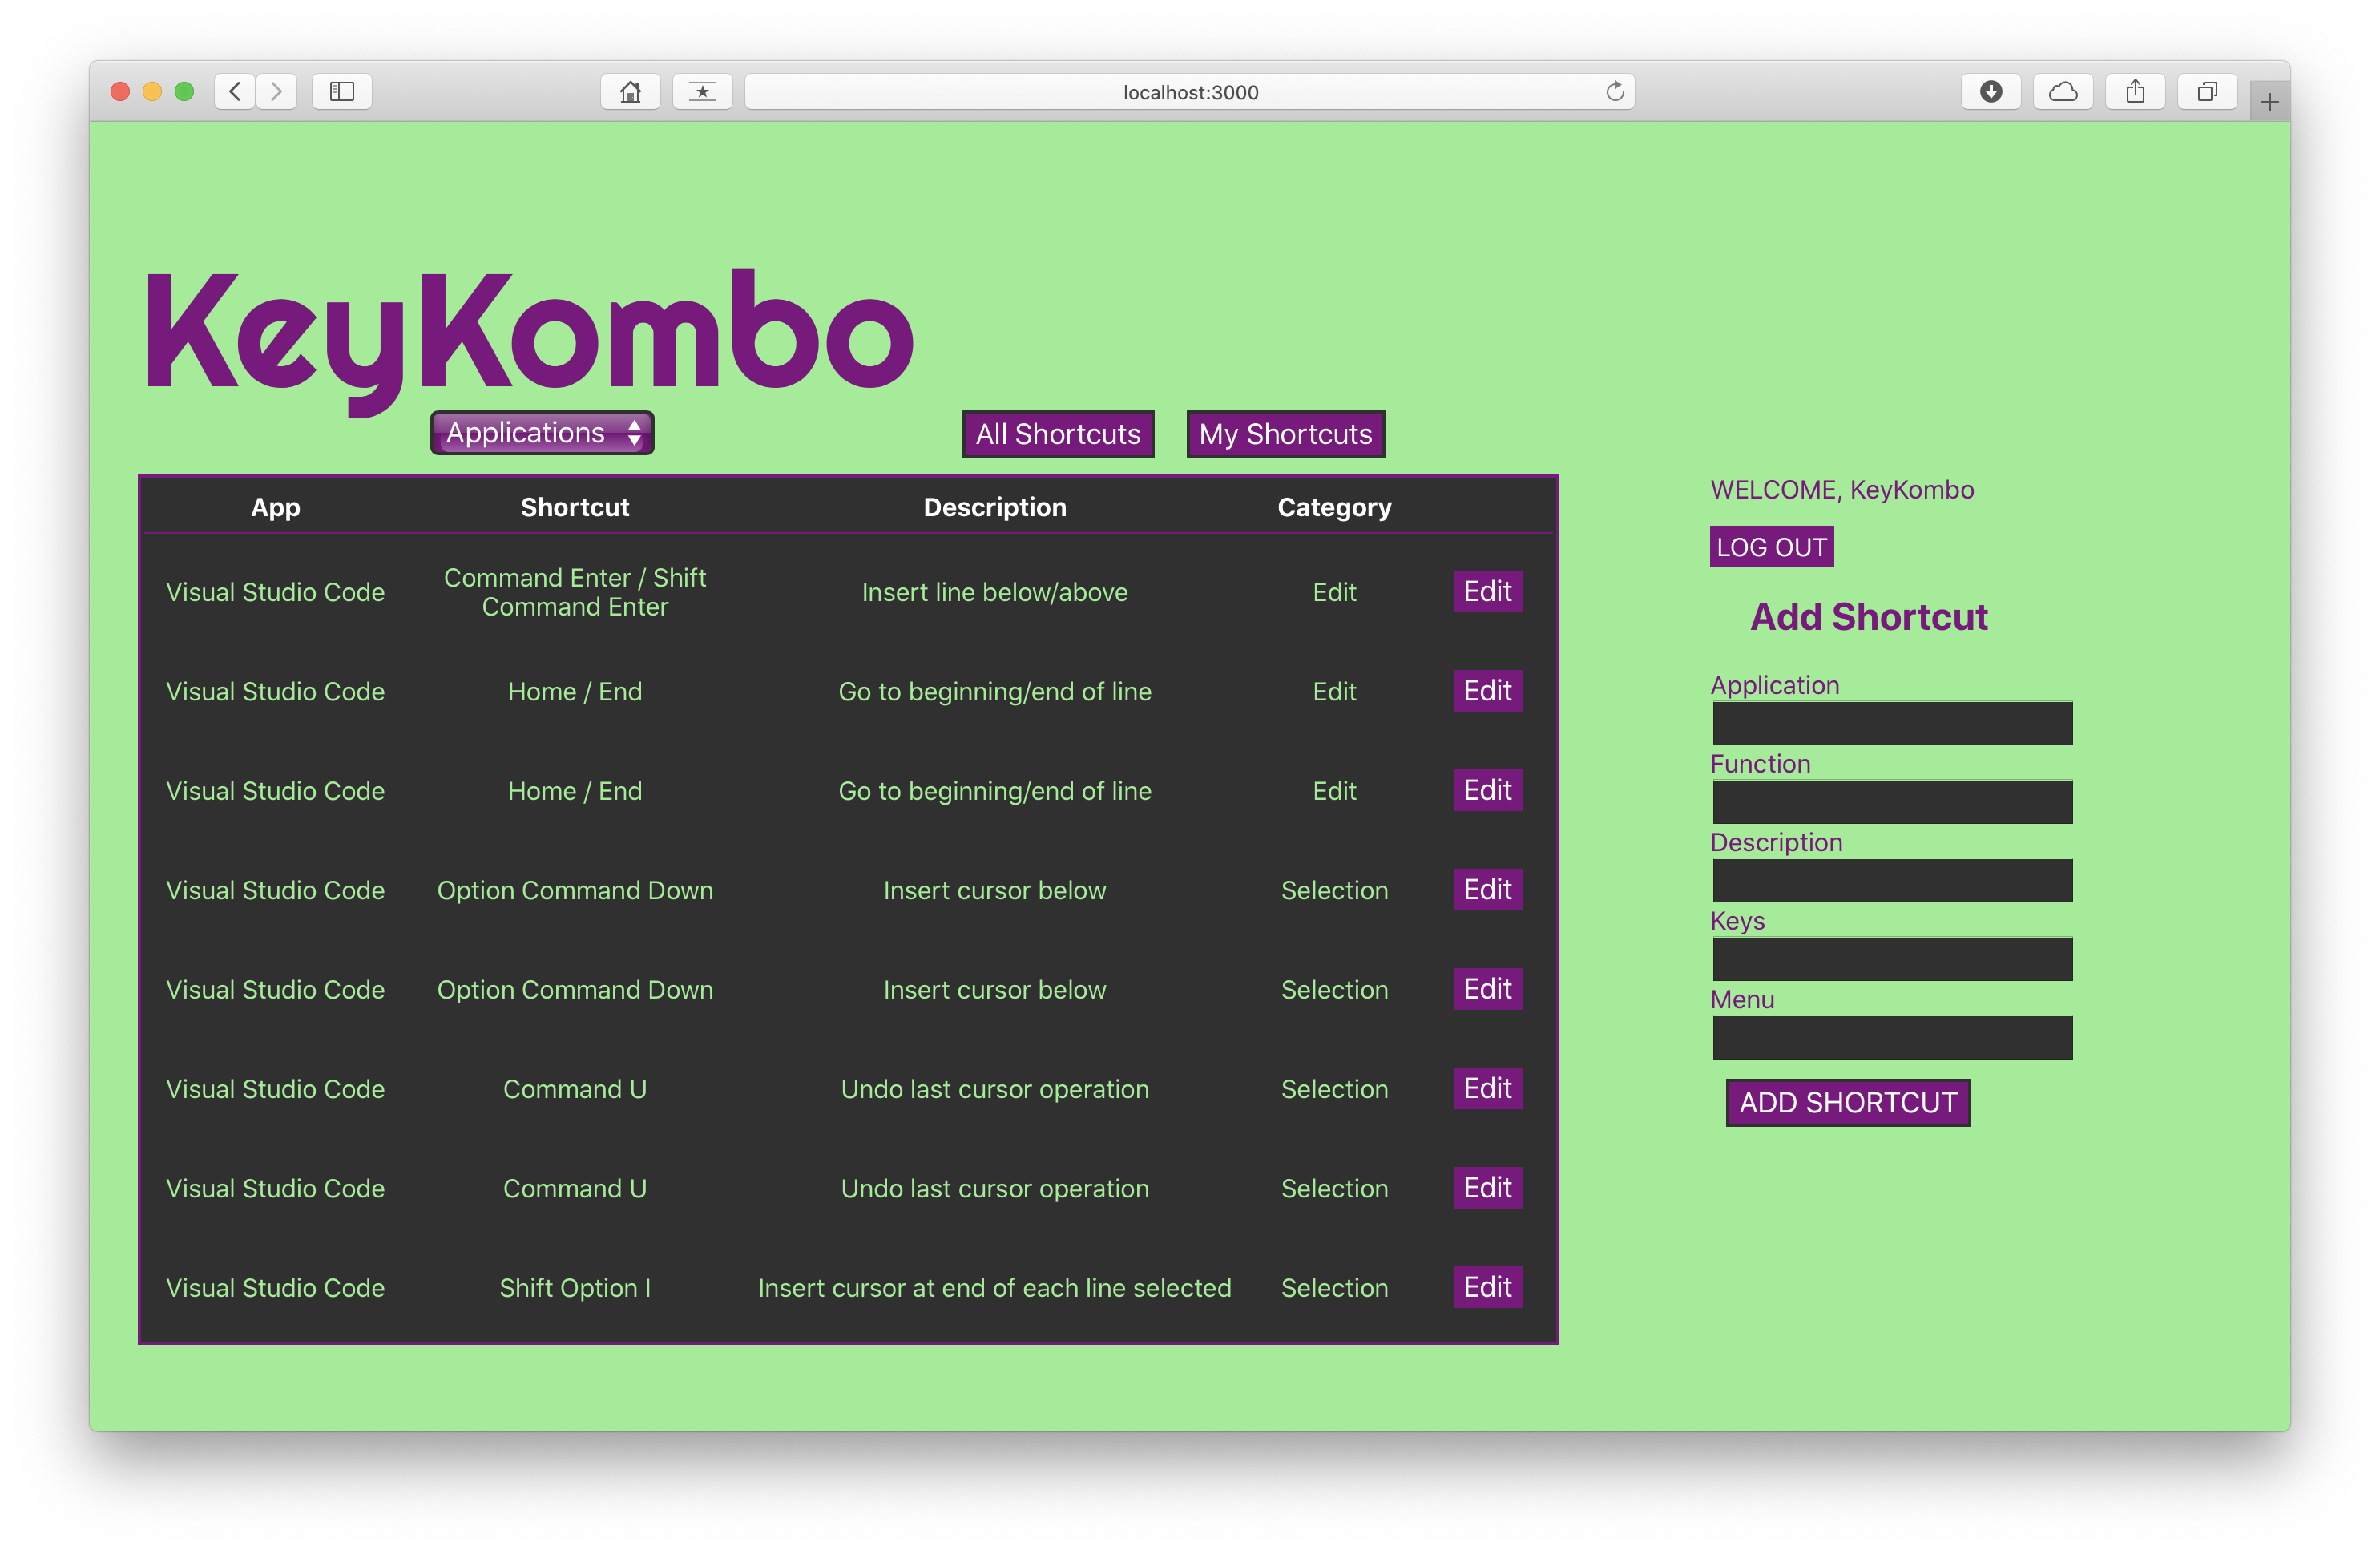 localhost:3000
KeyKombo
Applications
All Shortcuts
My Shortcuts
App Shortcut Description Category
Visual Studio Code Command Enter / Shift Command Enter Insert line below/above Edit Edit
Visual Studio Code Home / End Go to beginning/end of line Edit Edit
Visual Studio Code Home / End Go to beginning/end of line Edit Edit
Visual Studio Code Option Command Down Insert cursor below Selection Edit
Visual Studio Code Option Command Down Insert cursor below Selection Edit
Visual Studio Code Command U Undo last cursor operation Selection Edit
Visual Studio Code Command U Undo last cursor operation Selection Edit
Visual Studio Code Shift Option I Insert cursor at end of each line selected Selection Edit
WELCOME, KeyKombo
LOG OUT
Add Shortcut
Application
Function
Description
Keys
Menu
ADD SHORTCUT